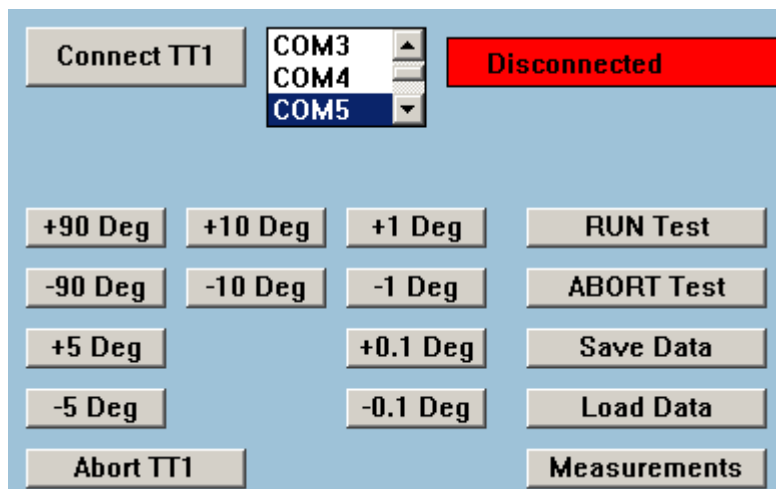 Connect TT1
COM3
COM4
COM5
Disconnected
+90 Deg
+10 Deg
+1 Deg
RUN Test
-90 Deg
-10 Deg
-1 Deg
ABORT Test
+5 Deg
+0.1 Deg
Save Data
-5 Deg
-0.1 Deg
Load Data
Abort TT1
Measurements